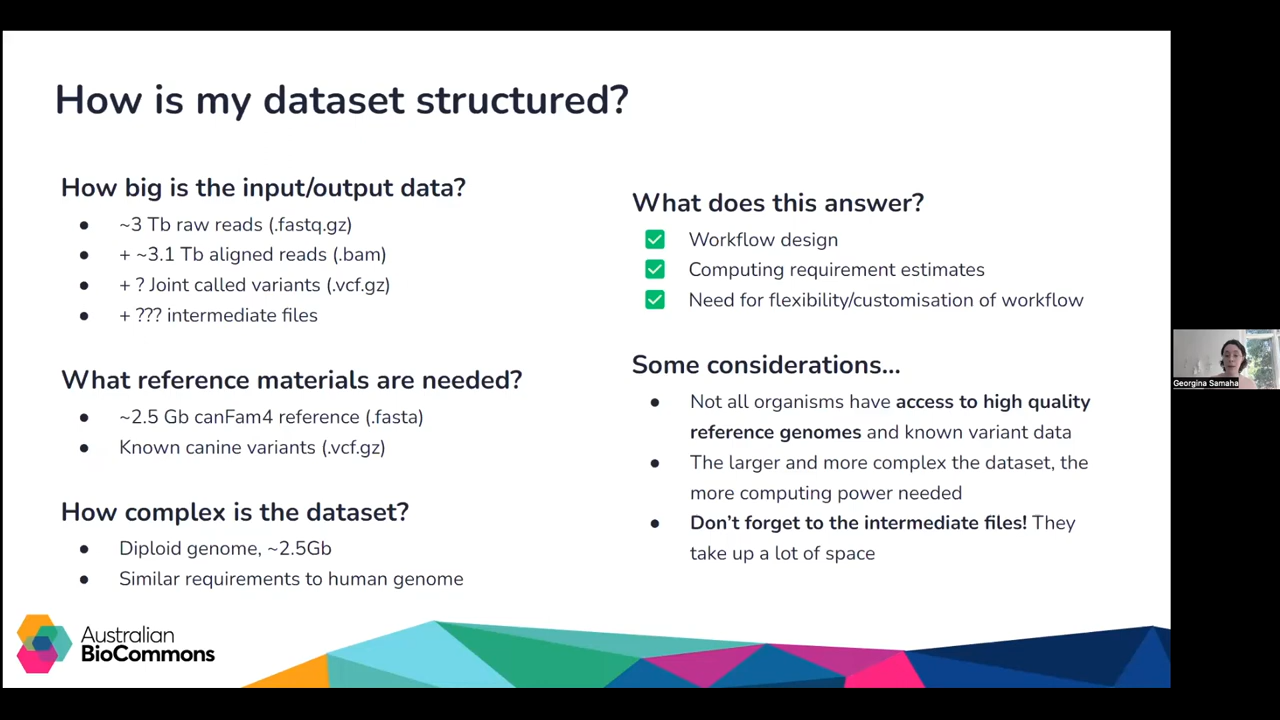 How is my dataset structured?
How big is the input/output data?
● ~3 Tb raw reads (.fastq.gz)
● + ~3.1 Tb aligned reads (.bam)
● + ? Joint called variants (.vcf.gz)
● + ??? intermediate files
What reference materials are needed?
● ~2.5 Gb canFam4 reference (.fasta)
● Known canine variants (.vcf.gz)
How complex is the dataset?
● Diploid genome, ~2.5Gb
● Similar requirements to human genome
What does this answer?
✅ Workflow design
✅ Computing requirement estimates
✅ Need for flexibility/customisation of workflow
Some considerations...
● Not all organisms have access to high quality
reference genomes and known variant data
● The larger and more complex the dataset, the
more computing power needed
● Don't forget to the intermediate files! They
take up a lot of space
Australian
BioCommons
Georgina Samaha